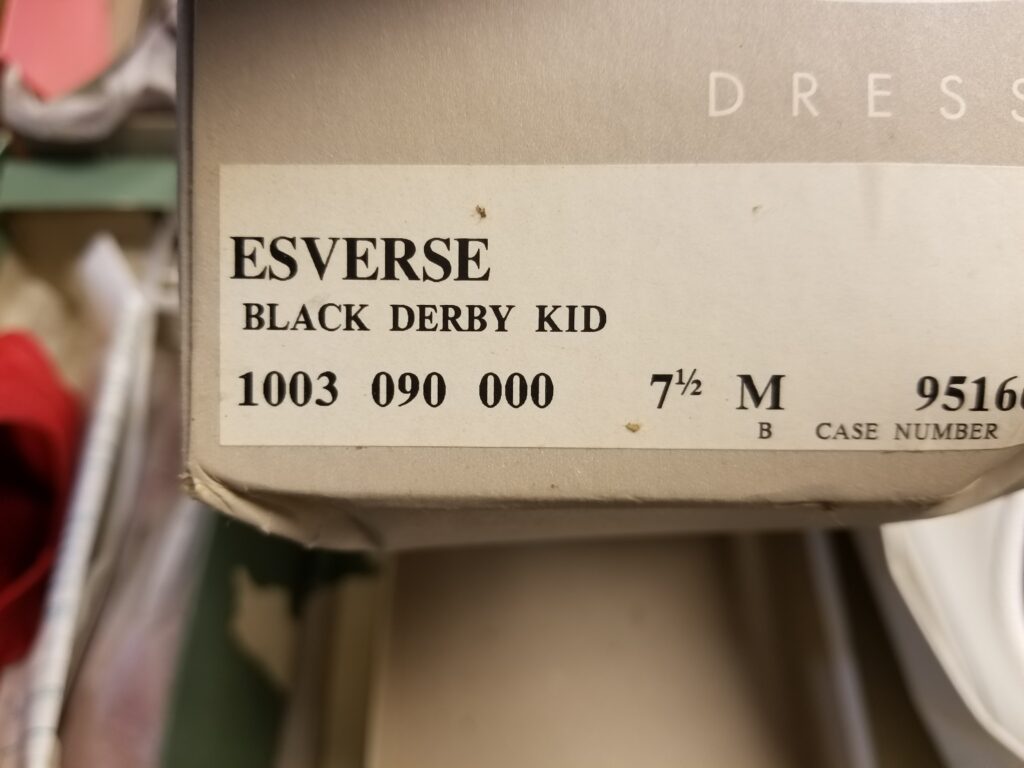 DRESS
ESVERSE
BLACK DERBY KID
1003 090 000 7½ M 9516
B CASE NUMBER